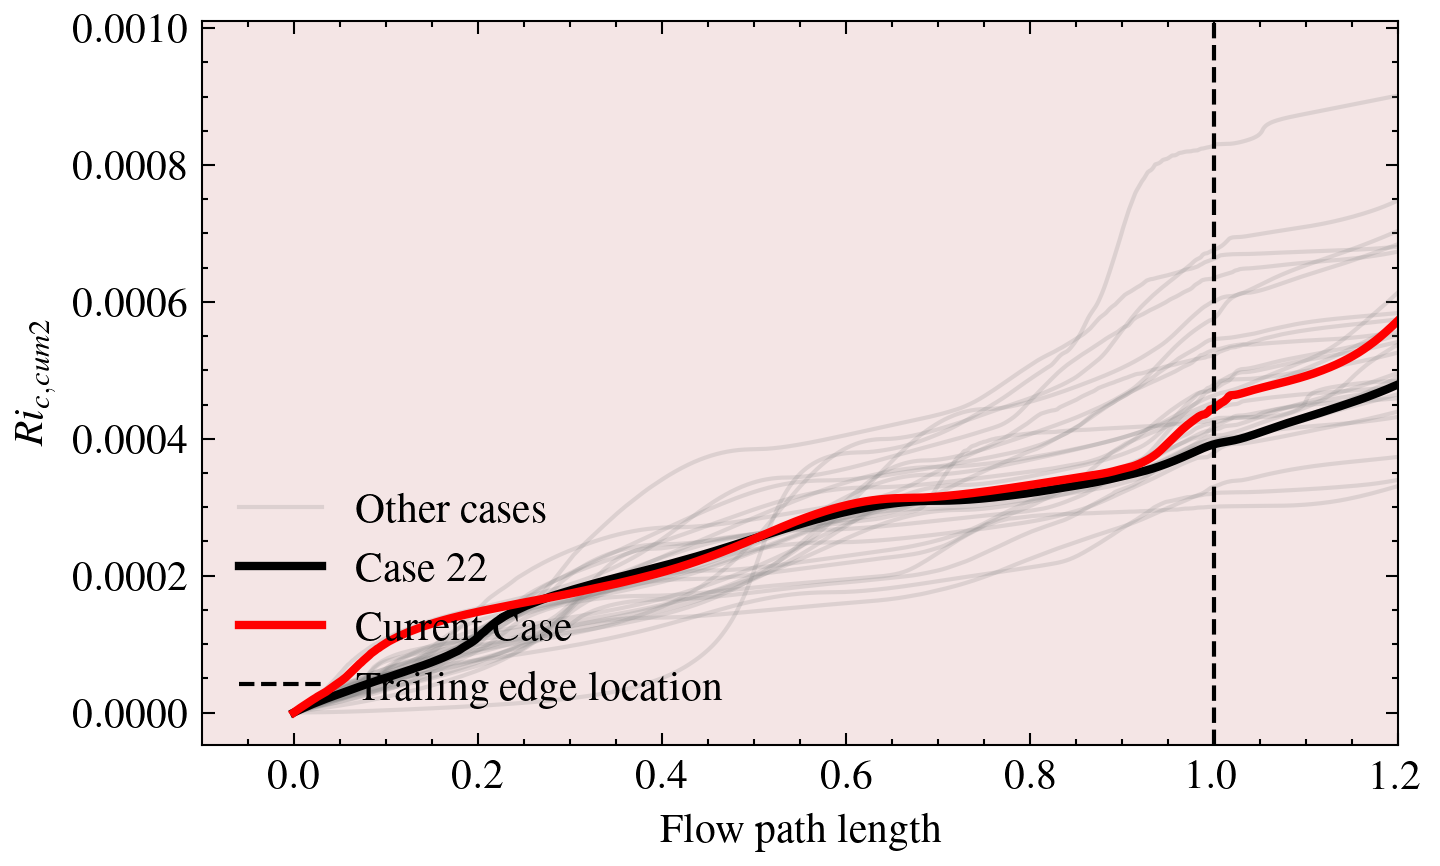 0.0010
0.0008
0.0006
0.0004
0.0002
0.0000
Ri_{c,cum2}
Other cases
Case 22
Current Case
Trailing edge location
0.0 0.2 0.4 0.6 0.8 1.0 1.2
Flow path length